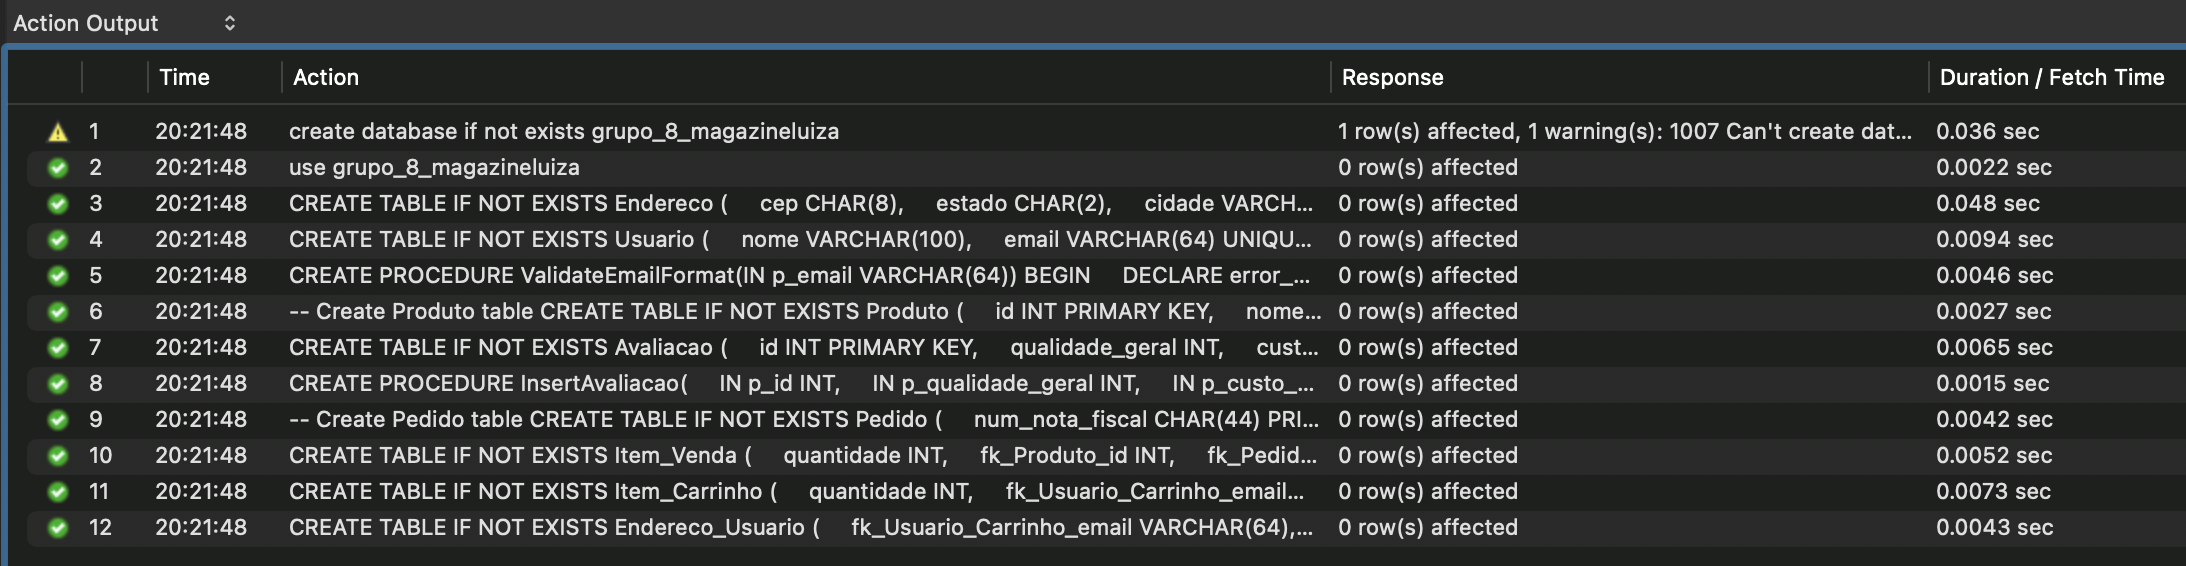 Action Output
Time Action Response Duration / Fetch Time
1 20:21:48 create database if not exists grupo_8_magazineluiza 1 row(s) affected, 1 warning(s): 1007 Can't create dat... 0.036 sec
2 20:21:48 use grupo_8_magazineluiza 0 row(s) affected 0.0022 sec
3 20:21:48 CREATE TABLE IF NOT EXISTS Endereco ( cep CHAR(8), estado CHAR(2), cidade VARCH... 0 row(s) affected 0.048 sec
4 20:21:48 CREATE TABLE IF NOT EXISTS Usuario ( nome VARCHAR(100), email VARCHAR(64) UNIQU... 0 row(s) affected 0.0094 sec
5 20:21:48 CREATE PROCEDURE ValidateEmailFormat(IN p_email VARCHAR(64)) BEGIN DECLARE error_... 0 row(s) affected 0.0046 sec
6 20:21:48 -- Create Produto table CREATE TABLE IF NOT EXISTS Produto ( id INT PRIMARY KEY, nome... 0 row(s) affected 0.0027 sec
7 20:21:48 CREATE TABLE IF NOT EXISTS Avaliacao ( id INT PRIMARY KEY, qualidade_geral INT, cust... 0 row(s) affected 0.0065 sec
8 20:21:48 CREATE PROCEDURE InsertAvaliacao( IN p_id INT, IN p_qualidade_geral INT, IN p_custo_... 0 row(s) affected 0.0015 sec
9 20:21:48 -- Create Pedido table CREATE TABLE IF NOT EXISTS Pedido ( num_nota_fiscal CHAR(44) PRI... 0 row(s) affected 0.0042 sec
10 20:21:48 CREATE TABLE IF NOT EXISTS Item_Venda ( quantidade INT, fk_Produto_id INT, fk_Pedid... 0 row(s) affected 0.0052 sec
11 20:21:48 CREATE TABLE IF NOT EXISTS Item_Carrinho ( quantidade INT, fk_Usuario_Carrinho_email... 0 row(s) affected 0.0073 sec
12 20:21:48 CREATE TABLE IF NOT EXISTS Endereco_Usuario ( fk_Usuario_Carrinho_email VARCHAR(64),... 0 row(s) affected 0.0043 sec